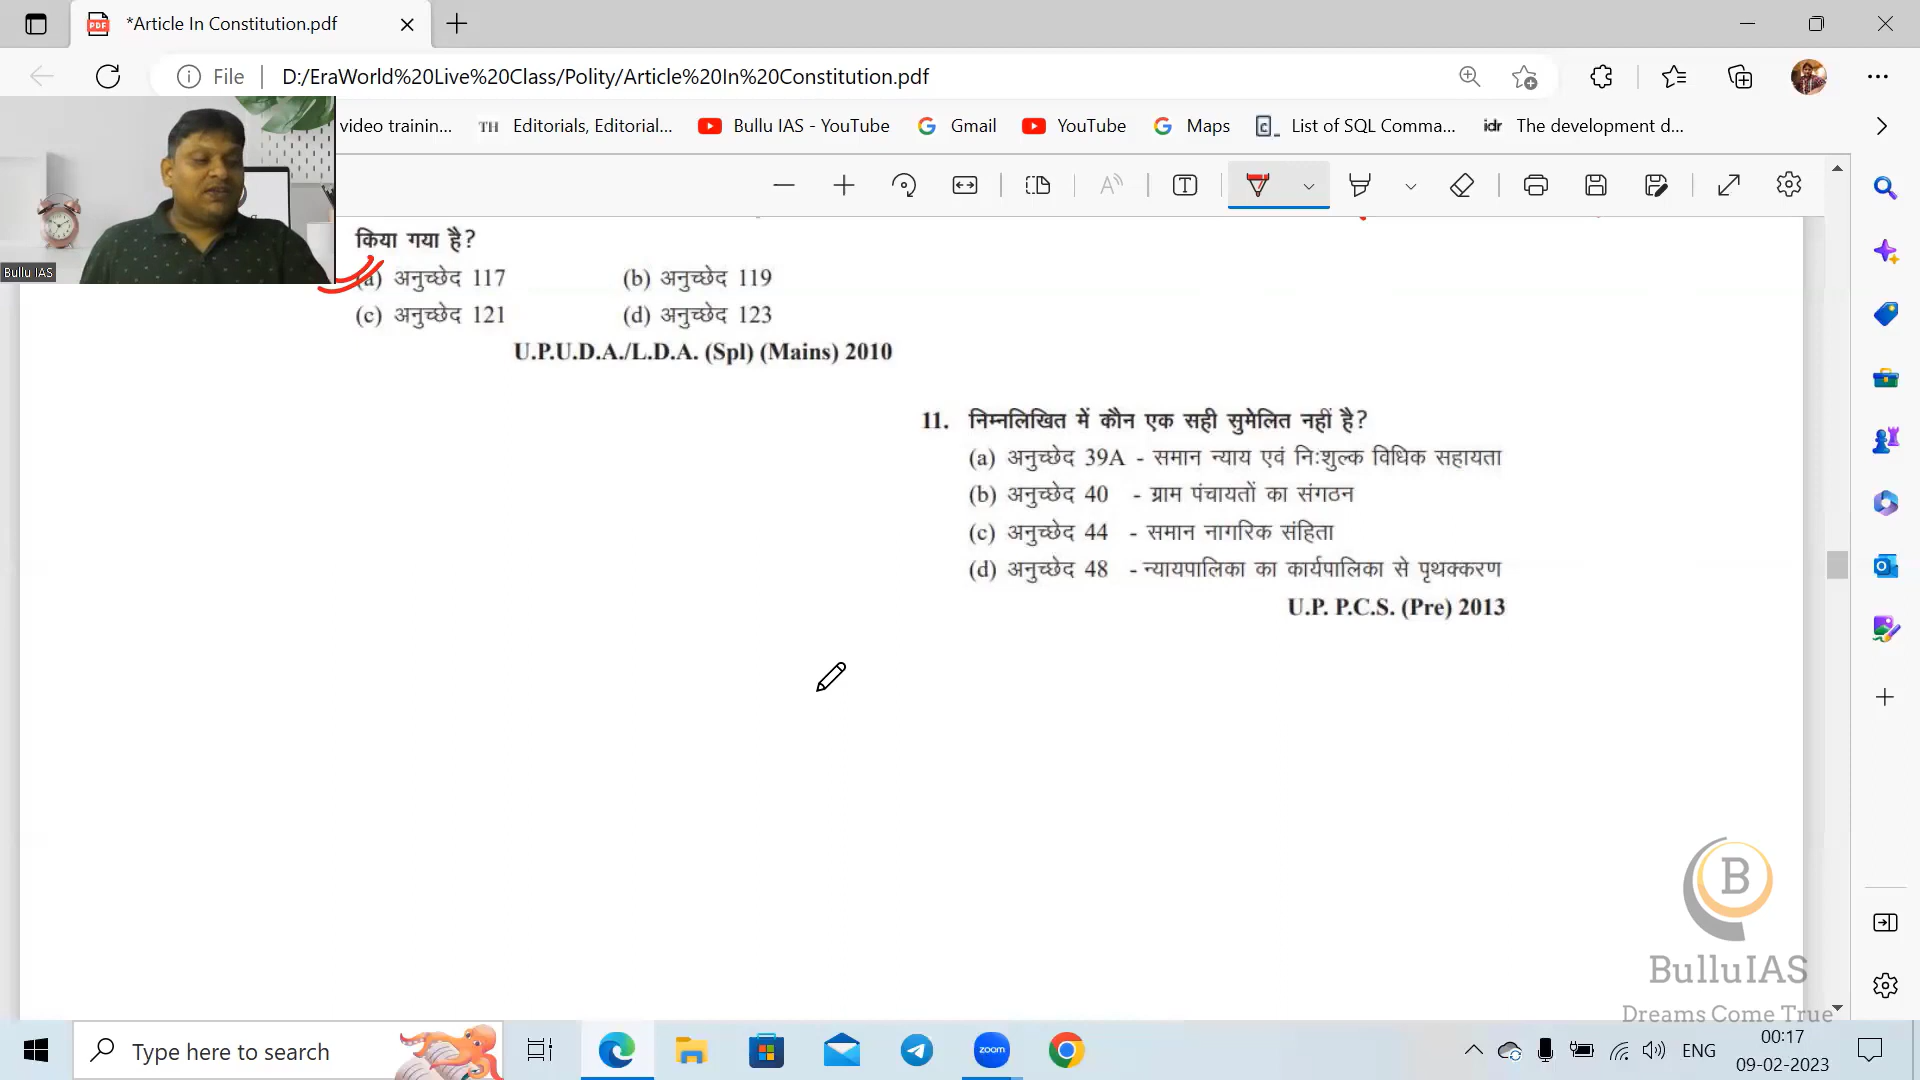 *Article In Constitution.pdf
File
D:/EraWorld%20Live%20Class/Polity/Article%20In%20Constitution.pdf
video trainin...
TH Editorials, Editorial...
Bullu IAS - YouTube
Gmail
YouTube
Maps
List of SQL Comma...
idr The development d...
Bullu IAS
किया गया है?
(a) अनुच्छेद 117 (b) अनुच्छेद 119
(c) अनुच्छेद 121 (d) अनुच्छेद 123
U.P.U.D.A./L.D.A. (Spl) (Mains) 2010
11. निम्नलिखित में कौन एक सही सुमेलित नहीं है?
(a) अनुच्छेद 39A - समान न्याय एवं नि:शुल्क विधिक सहायता
(b) अनुच्छेद 40 - ग्राम पंचायतों का संगठन
(c) अनुच्छेद 44 - समान नागरिक संहिता
(d) अनुच्छेद 48 - न्यायपालिका का कार्यपालिका से पृथक्करण
U.P. P.C.S. (Pre) 2013
B
BulluIAS
Dreams Come True
Type here to search
zoom
ENG
00:17
09-02-2023